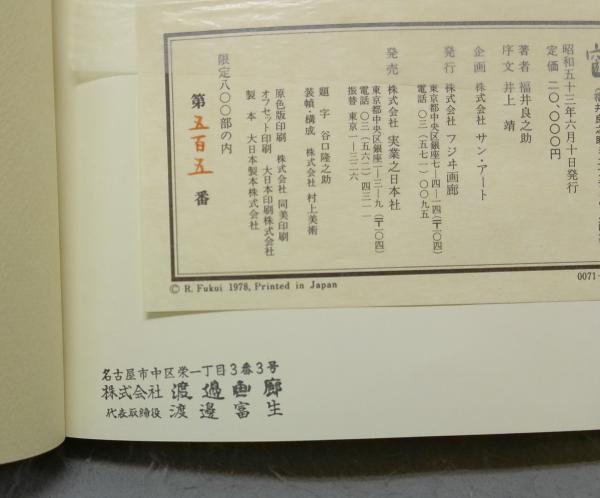 昭和五十三年六月十日発行
定価 二〇、〇〇〇円
著者 福井良之助
序文 井上 靖
企画 株式会社 サン・アート
発行 株式会社 フジヰ画廊
東京都中央区銀座七―四―一四(〒一〇四)
電話 〇三(五七一)〇〇九五
発売 株式会社 実業之日本社
東京都中央区銀座一―三―九(〒一〇四)
電話 〇三(五六二)四三一一
振替 東京一―三二六
題字 谷口隆之助
装幀・構成 株式会社 村上美術
原色版印刷 株式会社 同美印刷
オフセット印刷 大日本印刷株式会社
製本 大日本製本株式会社
限定八〇〇部の内
第五百五番
© R. Fukui 1978, Printed in Japan
0071-
名古屋市中区栄一丁目3番3号
株式会社 渡邉画廊
代表取締役 渡邊富生